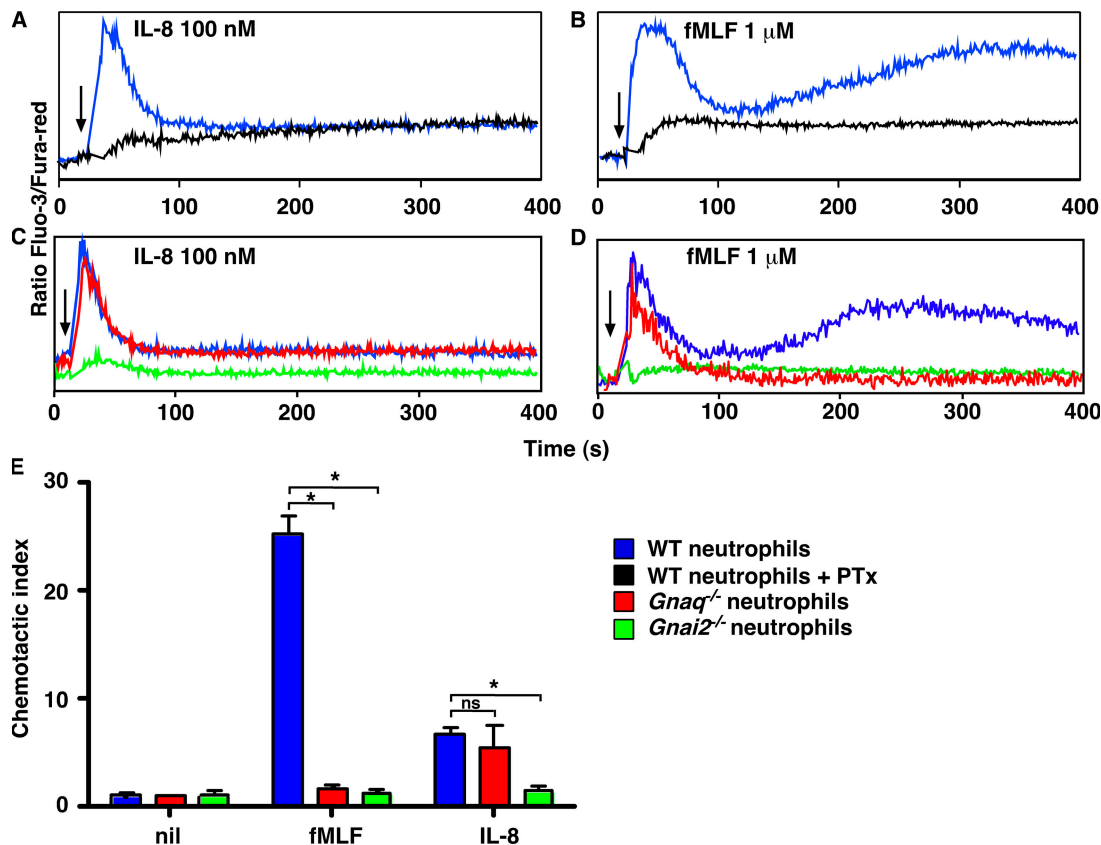 A
IL-8 100 nM
B
fMLF 1 μM
0 100 200 300 400
0 100 200 300 400
Ratio Fluo-3/Fura-red
C
IL-8 100 nM
D
fMLF 1 μM
0 100 200 300 400
0 100 200 300 400
Time (s)
E
Chemotactic index
30
20
10
0
*
*
*
ns
nil fMLF IL-8
WT neutrophils
WT neutrophils + PTx
Gnaq-/- neutrophils
Gnai2-/- neutrophils